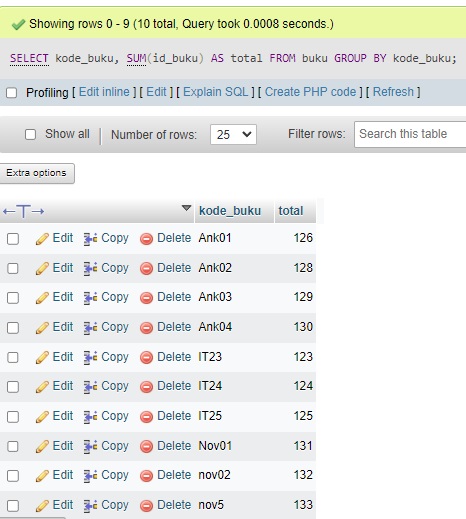 Showing rows 0 - 9 (10 total, Query took 0.0008 seconds.)
SELECT kode_buku, SUM(id_buku) AS total FROM buku GROUP BY kode_buku;
Profiling [ Edit inline ] [ Edit ] [ Explain SQL ] [ Create PHP code ] [ Refresh ]
Show all | Number of rows: 25 Filter rows: Search this table
Extra options
←T→ kode_buku total
Edit Copy Delete Ank01 126
Edit Copy Delete Ank02 128
Edit Copy Delete Ank03 129
Edit Copy Delete Ank04 130
Edit Copy Delete IT23 123
Edit Copy Delete IT24 124
Edit Copy Delete IT25 125
Edit Copy Delete Nov01 131
Edit Copy Delete nov02 132
Edit Copy Delete nov5 133